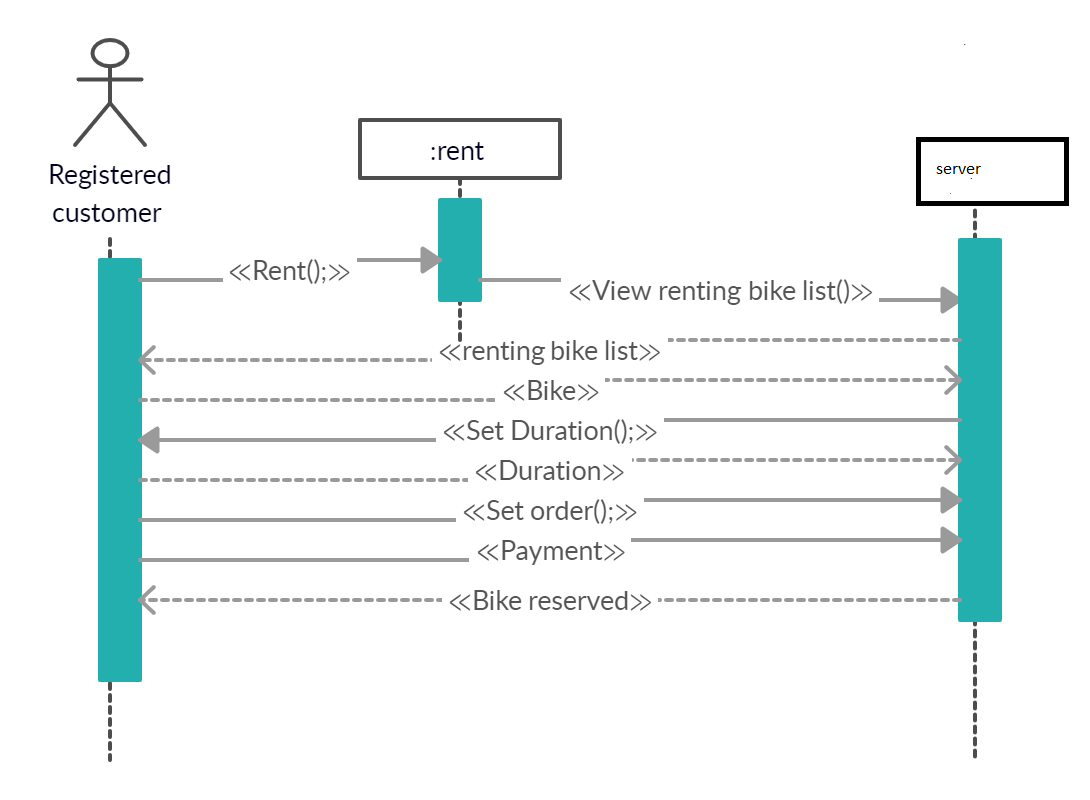 Registered
customer
:rent
server
<<Rent();>>
<<View renting bike list()>>
<<renting bike list>>
<<Bike>>
<<Set Duration();>>
<<Duration>>
<<Set order();>>
<<Payment>>
<<Bike reserved>>